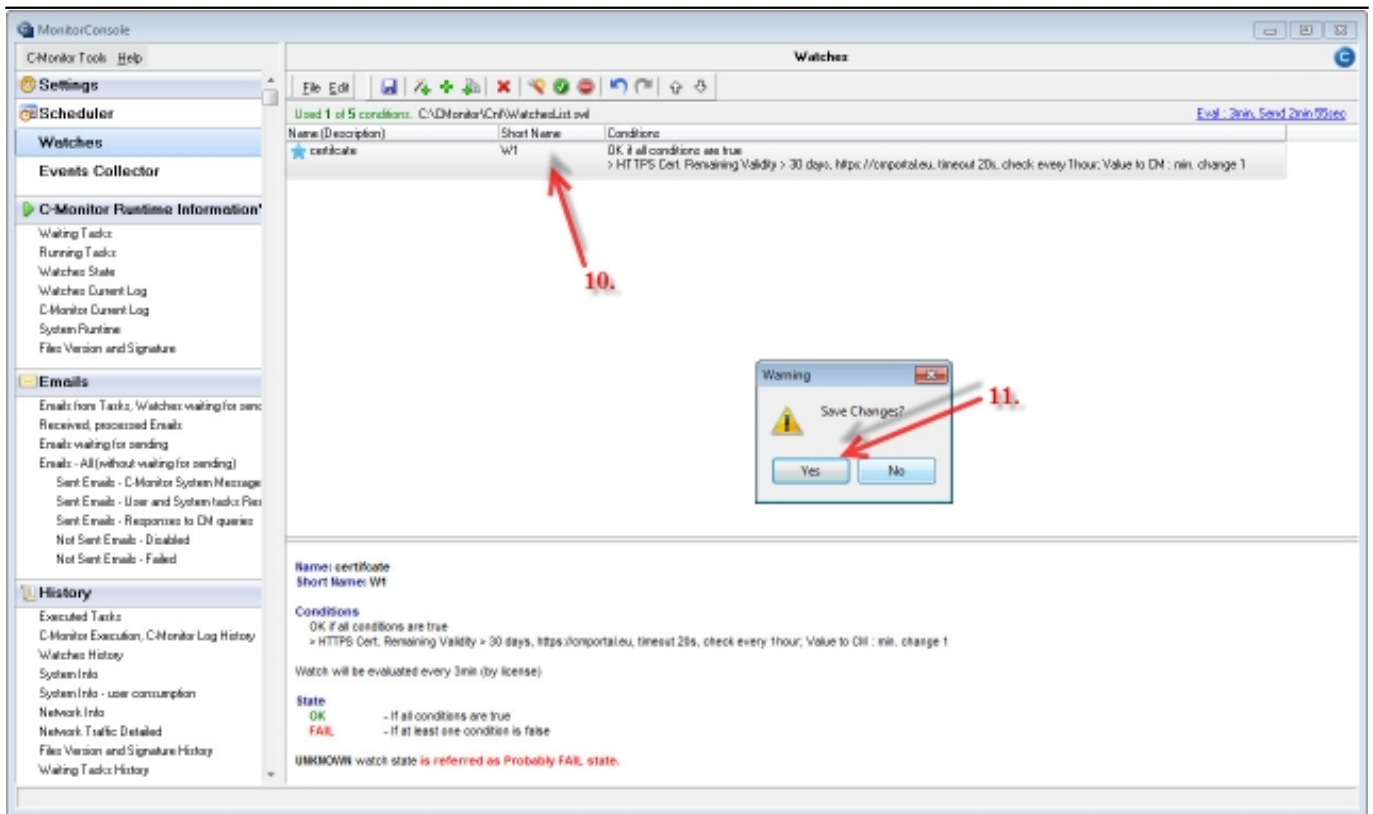 MonitorConsole
C-Monitor Tools Help
Watches
Settings
Scheduler
Watches
Events Collector
File Edit
Used 1 of 5 conditions. C:\CMonitor\Cnf\WatchesList.swl
Eval : 3min, Send 2min 55sec
Name (Description) Short Name Conditions
certifcate W1 OK if all conditions are true
> HTTPS Cert. Remaining Validity > 30 days, https://cmportal.eu, timeout 20s, check every 1hour; Value to CM : min. change 1
10.
C-Monitor Runtime Information'
Waiting Tasks
Running Tasks
Watches State
Watches Current Log
C-Monitor Current Log
System Runtime
Files Version and Signature
Emails
Emails from Tasks, Watches waiting for send
Received, processed Emails
Emails waiting for sending
Emails - All (without waiting for sending)
Sent Emails - C-Monitor System Message
Sent Emails - User and System tasks Res
Sent Emails - Responses to CM queries
Not Sent Emails - Disabled
Not Sent Emails - Failed
Warning
Save Changes?
Yes No
11.
History
Executed Tasks
C-Monitor Execution, C-Monitor Log History
Watches History
System Info
System Info - user consumption
Network Info
Network Traffic Detailed
Files Version and Signature History
Waiting Tasks History
Name: certifcate
Short Name: W1
Conditions
OK if all conditions are true
> HTTPS Cert. Remaining Validity > 30 days, https://cmportal.eu, timeout 20s, check every 1hour; Value to CM : min. change 1
Watch will be evaluated every 3min (by license)
State
OK - If all conditions are true
FAIL - If at least one condition is false
UNKNOWN watch state is referred as Probably FAIL state.